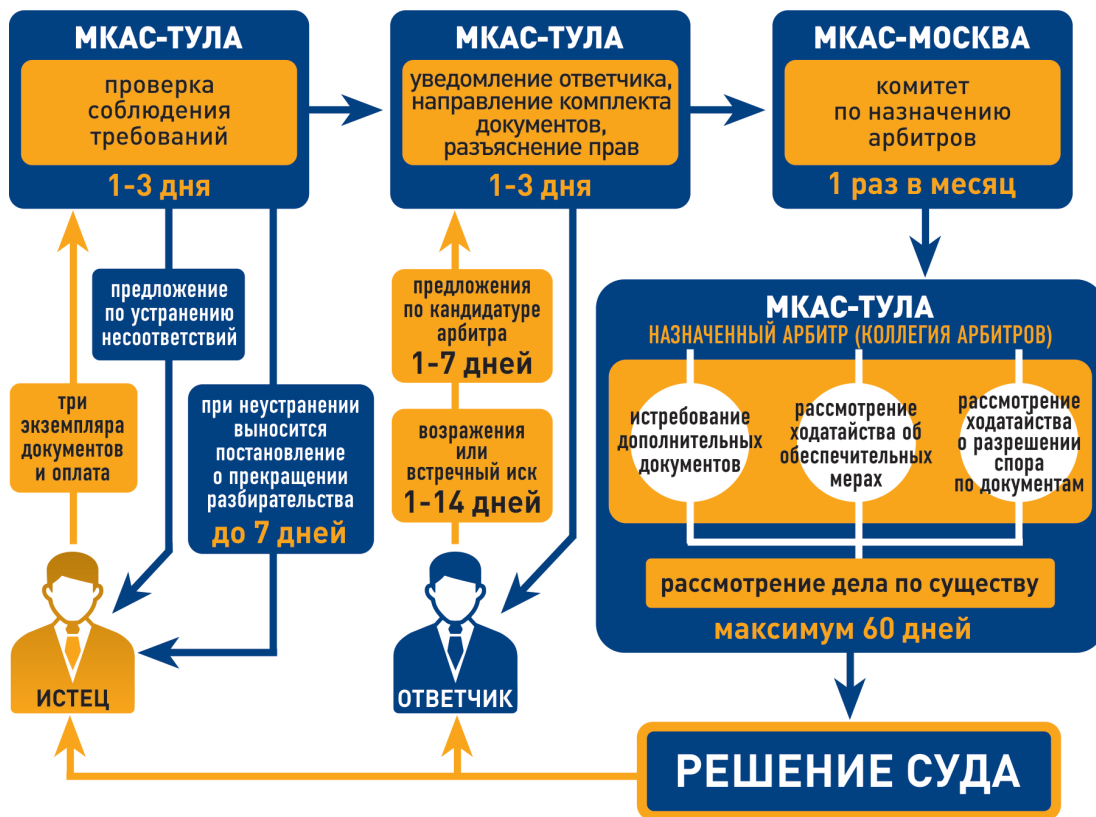 МКАС-ТУЛА
проверка
соблюдения
требований
1-3 дня
МКАС-ТУЛА
уведомление ответчика,
направление комплекта
документов,
разъяснение прав
1-3 дня
МКАС-МОСКВА
комитет
по назначению
арбитров
1 раз в месяц
предложение
по устранению
несоответствий
три
экземпляра
документов
и оплата
при неустранении
выносится
постановление
о прекращении
разбирательства
до 7 дней
предложения
по кандидатуре
арбитра
1-7 дней
возражения
или
встречный иск
1-14 дней
МКАС-ТУЛА
НАЗНАЧЕННЫЙ АРБИТР (КОЛЛЕГИЯ АРБИТРОВ)
истребование
дополнительных
документов
рассмотрение
ходатайства об
обеспечительных
мерах
рассмотрение
ходатайства
о разрешении
спора
по документам
рассмотрение дела по существу
максимум 60 дней
ИСТЕЦ
ОТВЕТЧИК
РЕШЕНИЕ СУДА